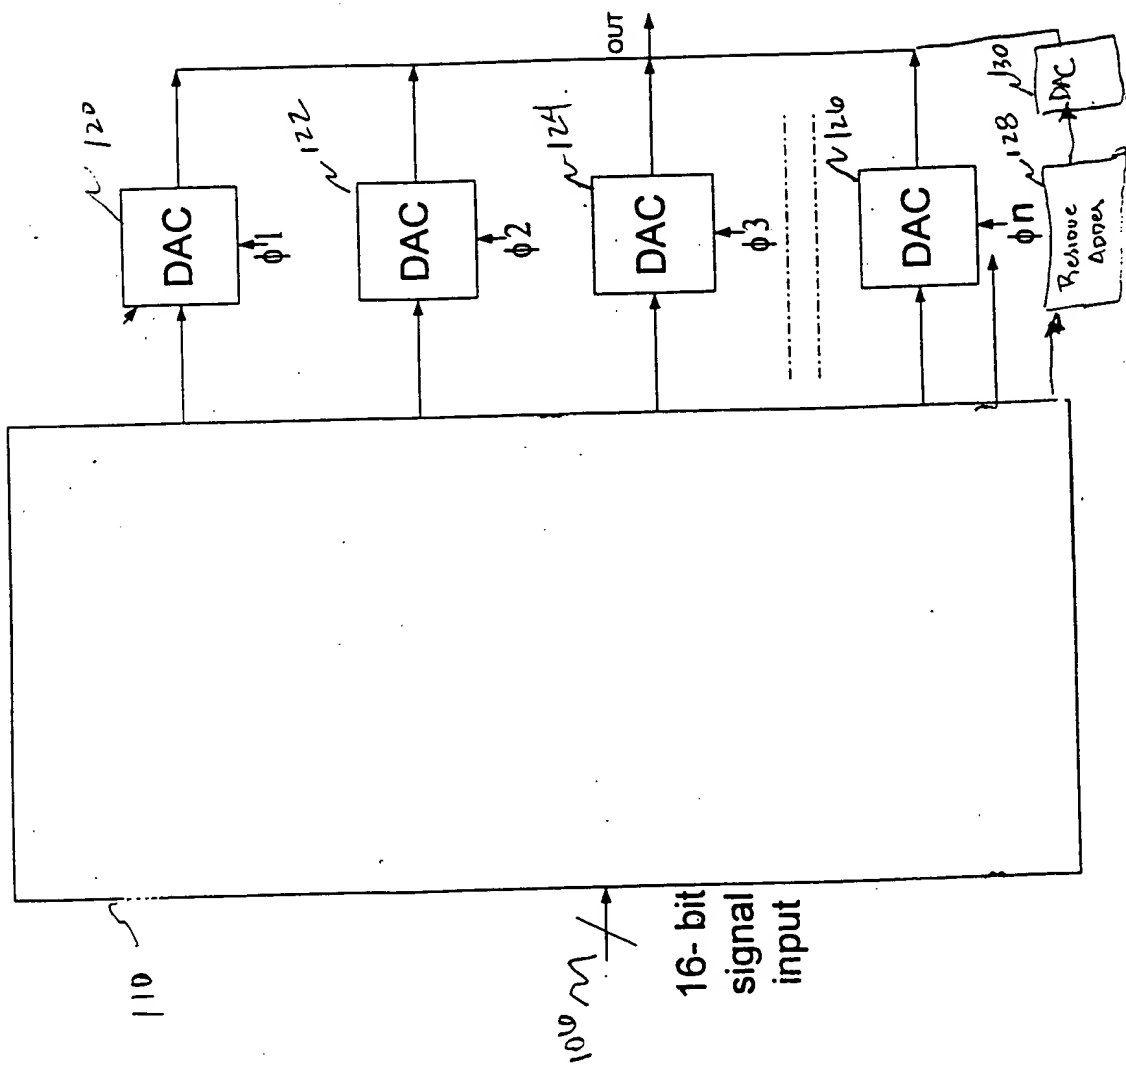 OUT
130
DAC
120
122
124
126
128
DAC
DAC
DAC
DAC
φ1
φ2
φ3
φn
Residue
Adder
110
106
16-bit
signal
input